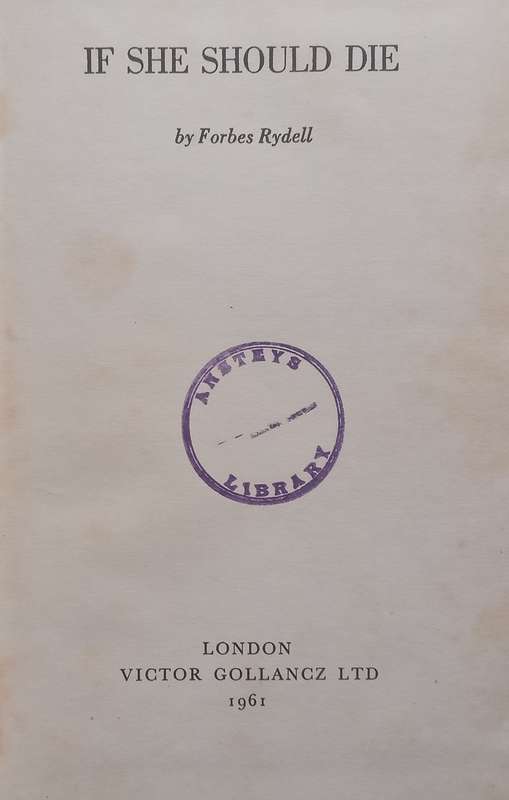 IF SHE SHOULD DIE
by Forbes Rydell
ANSTEYS
LIBRARY
LONDON
VICTOR GOLLANCZ LTD
1961